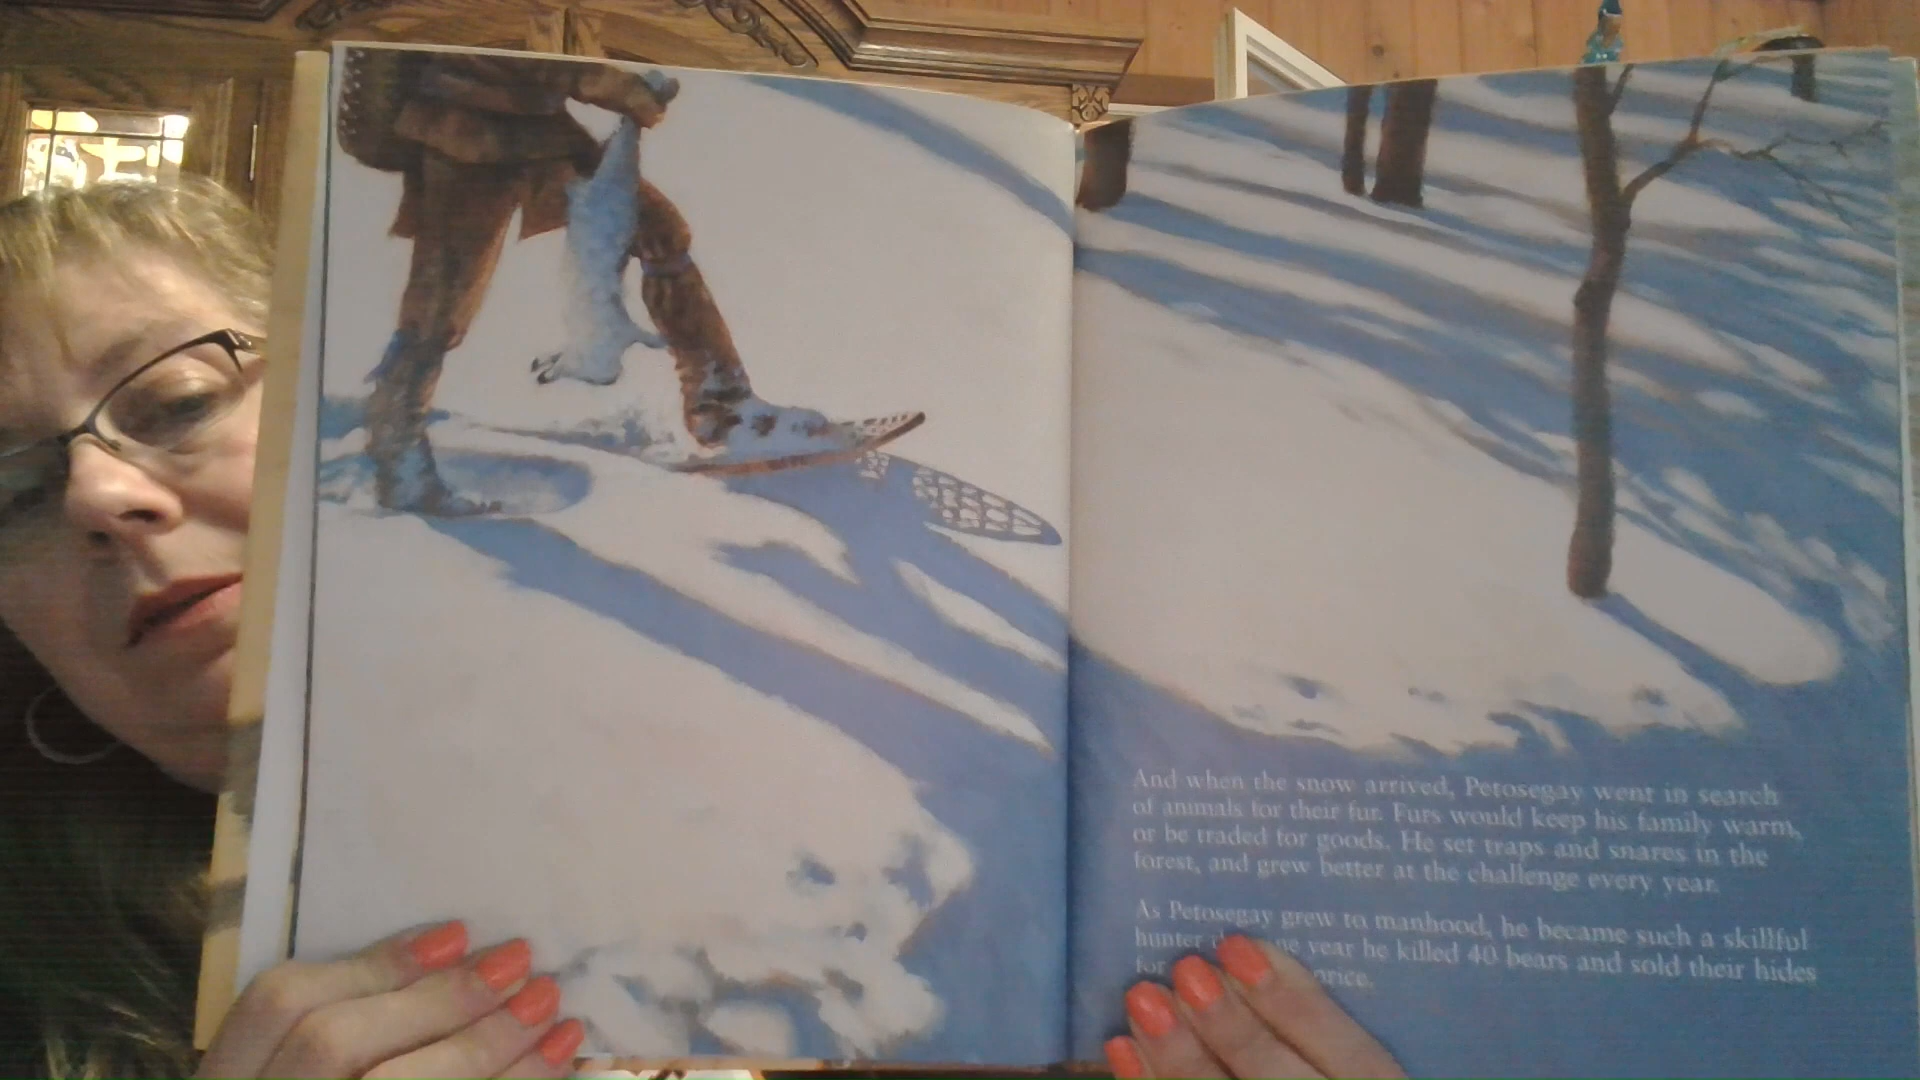 And when the snow arrived, Petosegay went in search
of animals for their fur. Furs would keep his family warm,
or be traded for goods. He set traps and snares in the
forest, and grew better at the challenge every year.
As Petosegay grew to manhood, he became such a skillful
hunter year he killed 40 bears and sold their hides
for price.